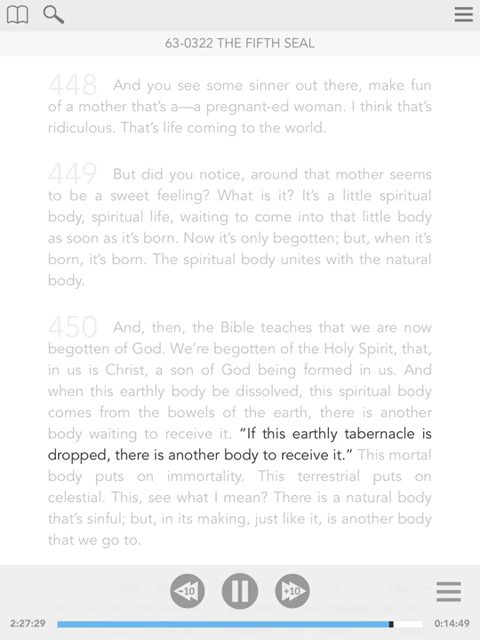 63-0322 THE FIFTH SEAL
448 And you see some sinner out there, make fun
of a mother that's a—a pregnant-ed woman. I think that's
ridiculous. That's life coming to the world.
449 But did you notice, around that mother seems
to be a sweet feeling? What is it? It's a little spiritual
body, spiritual life, waiting to come into that little body
as soon as it's born. Now it's only begotten; but, when it's
born, it's born. The spiritual body unites with the natural
body.
450 And, then, the Bible teaches that we are now
begotten of God. We're begotten of the Holy Spirit, that,
in us is Christ, a son of God being formed in us. And
when this earthly body be dissolved, this spiritual body
comes from the bowels of the earth, there is another
body waiting to receive it. “If this earthly tabernacle is
dropped, there is another body to receive it.” This mortal
body puts on immortality. This terrestrial puts on
celestial. This, see what I mean? There is a natural body
that's sinful; but, in its making, just like it, is another body
that we go to.
-10 +10
2:27:29 0:14:49